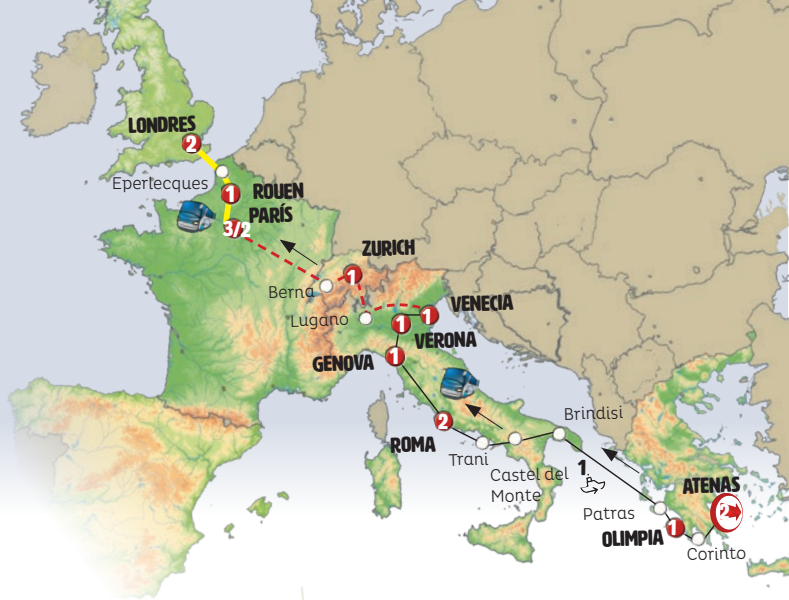 LONDRES
2
Eperlecques
1
ROUEN
PARÍS
3/2
ZURICH
1
Berna
Lugano
VENECIA
1
1
VERONA
GENOVA
1
Brindisi
2
ROMA
Trani
Castel del
Monte
1
ATENAS
2
Patras
OLIMPIA
1
Corinto